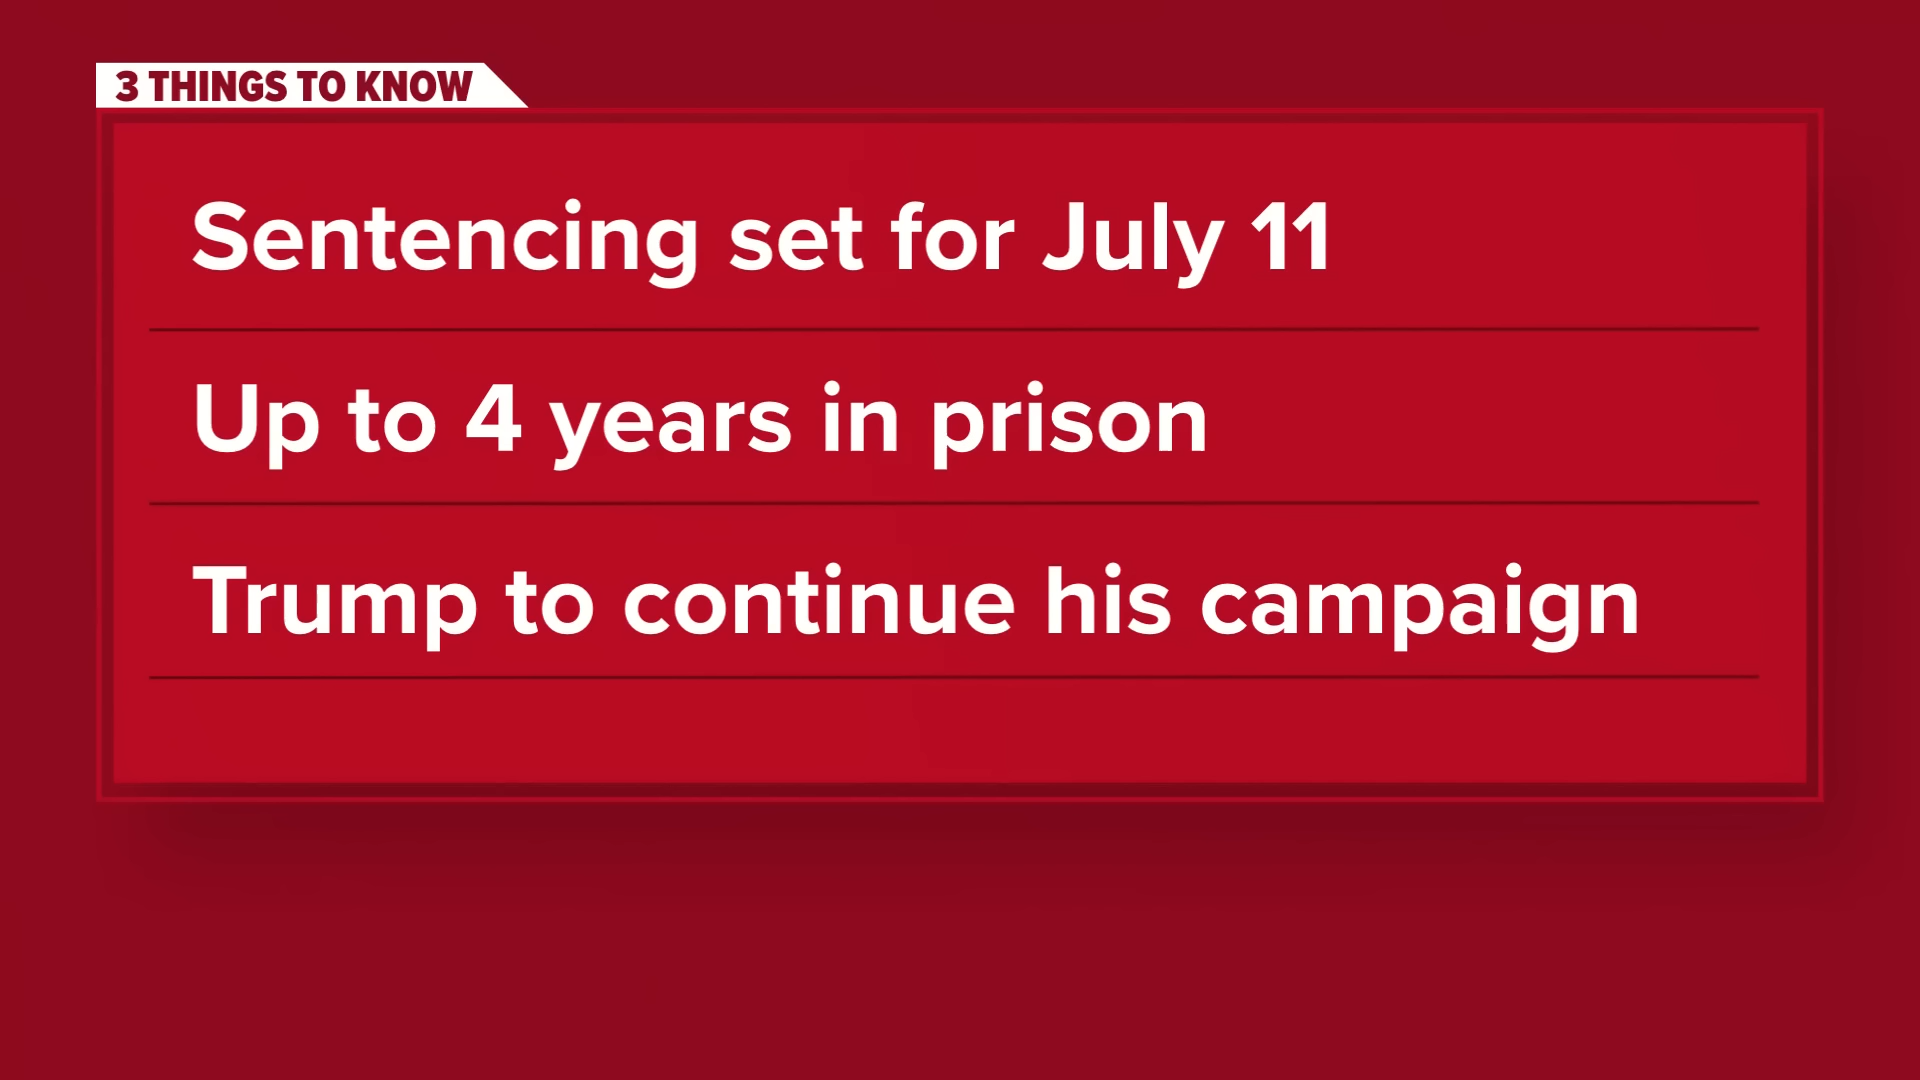 3 THINGS TO KNOW
Sentencing set for July 11
Up to 4 years in prison
Trump to continue his campaign